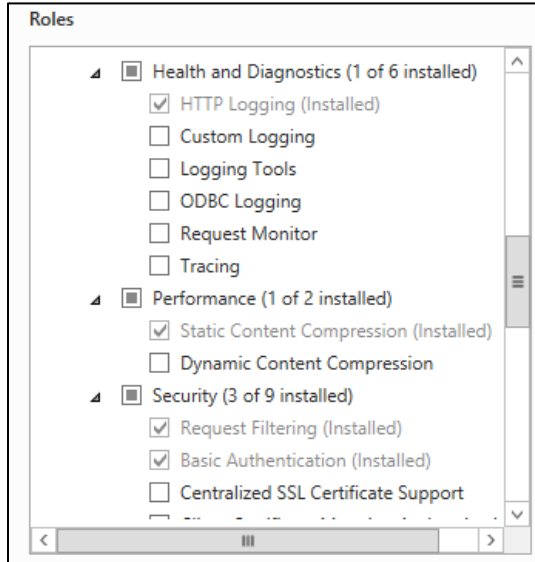 Roles
Health and Diagnostics (1 of 6 installed)
HTTP Logging (Installed)
Custom Logging
Logging Tools
ODBC Logging
Request Monitor
Tracing
Performance (1 of 2 installed)
Static Content Compression (Installed)
Dynamic Content Compression
Security (3 of 9 installed)
Request Filtering (Installed)
Basic Authentication (Installed)
Centralized SSL Certificate Support